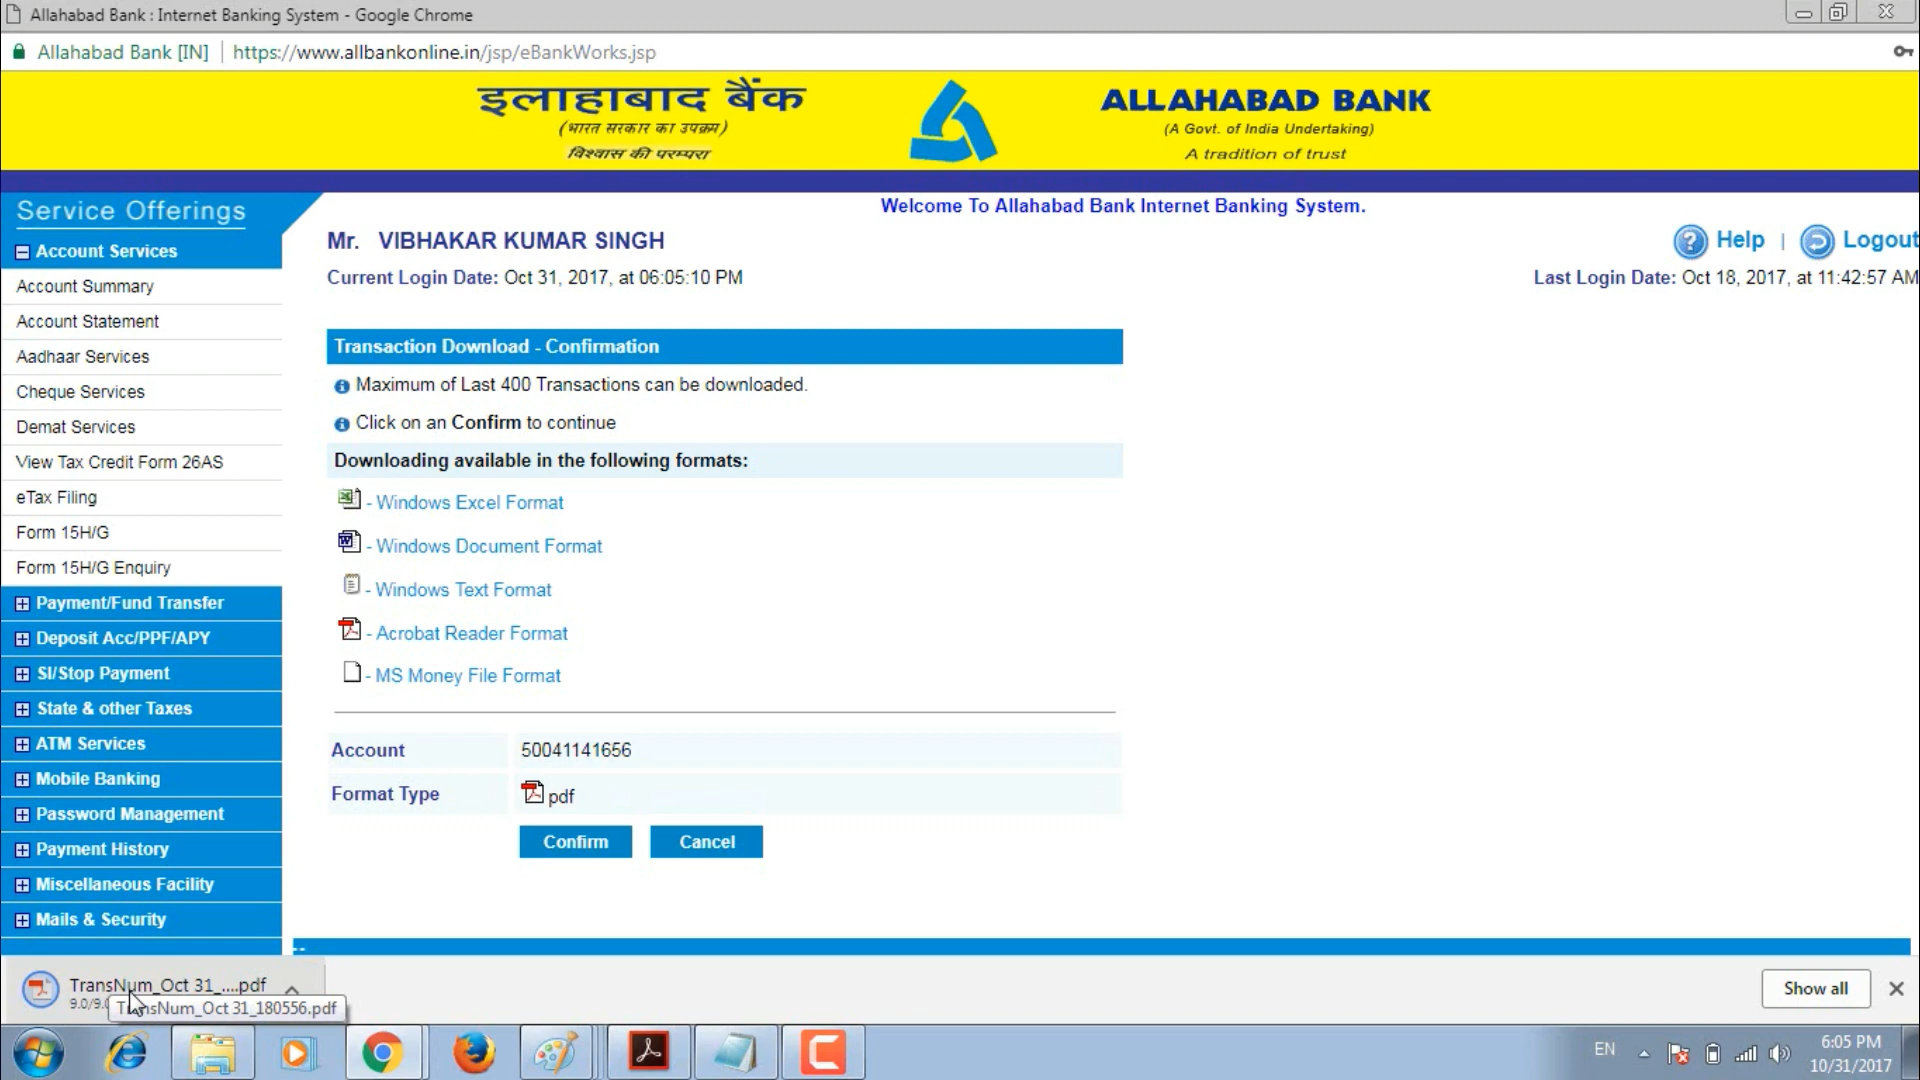 Allahabad Bank : Internet Banking System - Google Chrome
Allahabad Bank [IN] | https://www.allbankonline.in/jsp/eBankWorks.jsp
इलाहाबाद बैंक
(भारत सरकार का उपक्रम)
विश्वास की परम्परा
ALLAHABAD BANK
(A Govt. of India Undertaking)
A tradition of trust
Welcome To Allahabad Bank Internet Banking System.
Service Offerings
Account Services
Account Summary
Account Statement
Aadhaar Services
Cheque Services
Demat Services
View Tax Credit Form 26AS
eTax Filing
Form 15H/G
Form 15H/G Enquiry
Payment/Fund Transfer
Deposit Acc/PPF/APY
SI/Stop Payment
State & other Taxes
ATM Services
Mobile Banking
Password Management
Payment History
Miscellaneous Facility
Mails & Security
Mr. VIBHAKAR KUMAR SINGH
Help | Logout
Current Login Date: Oct 31, 2017, at 06:05:10 PM
Last Login Date: Oct 18, 2017, at 11:42:57 AM
Transaction Download - Confirmation
Maximum of Last 400 Transactions can be downloaded.
Click on an Confirm to continue
Downloading available in the following formats:
- Windows Excel Format
- Windows Document Format
- Windows Text Format
- Acrobat Reader Format
- MS Money File Format
Account 50041141656
Format Type pdf
Confirm Cancel
TransNum_Oct 31_....pdf
9.0/9.0
TransNum_Oct 31_180556.pdf
Show all
EN
6:05 PM
10/31/2017